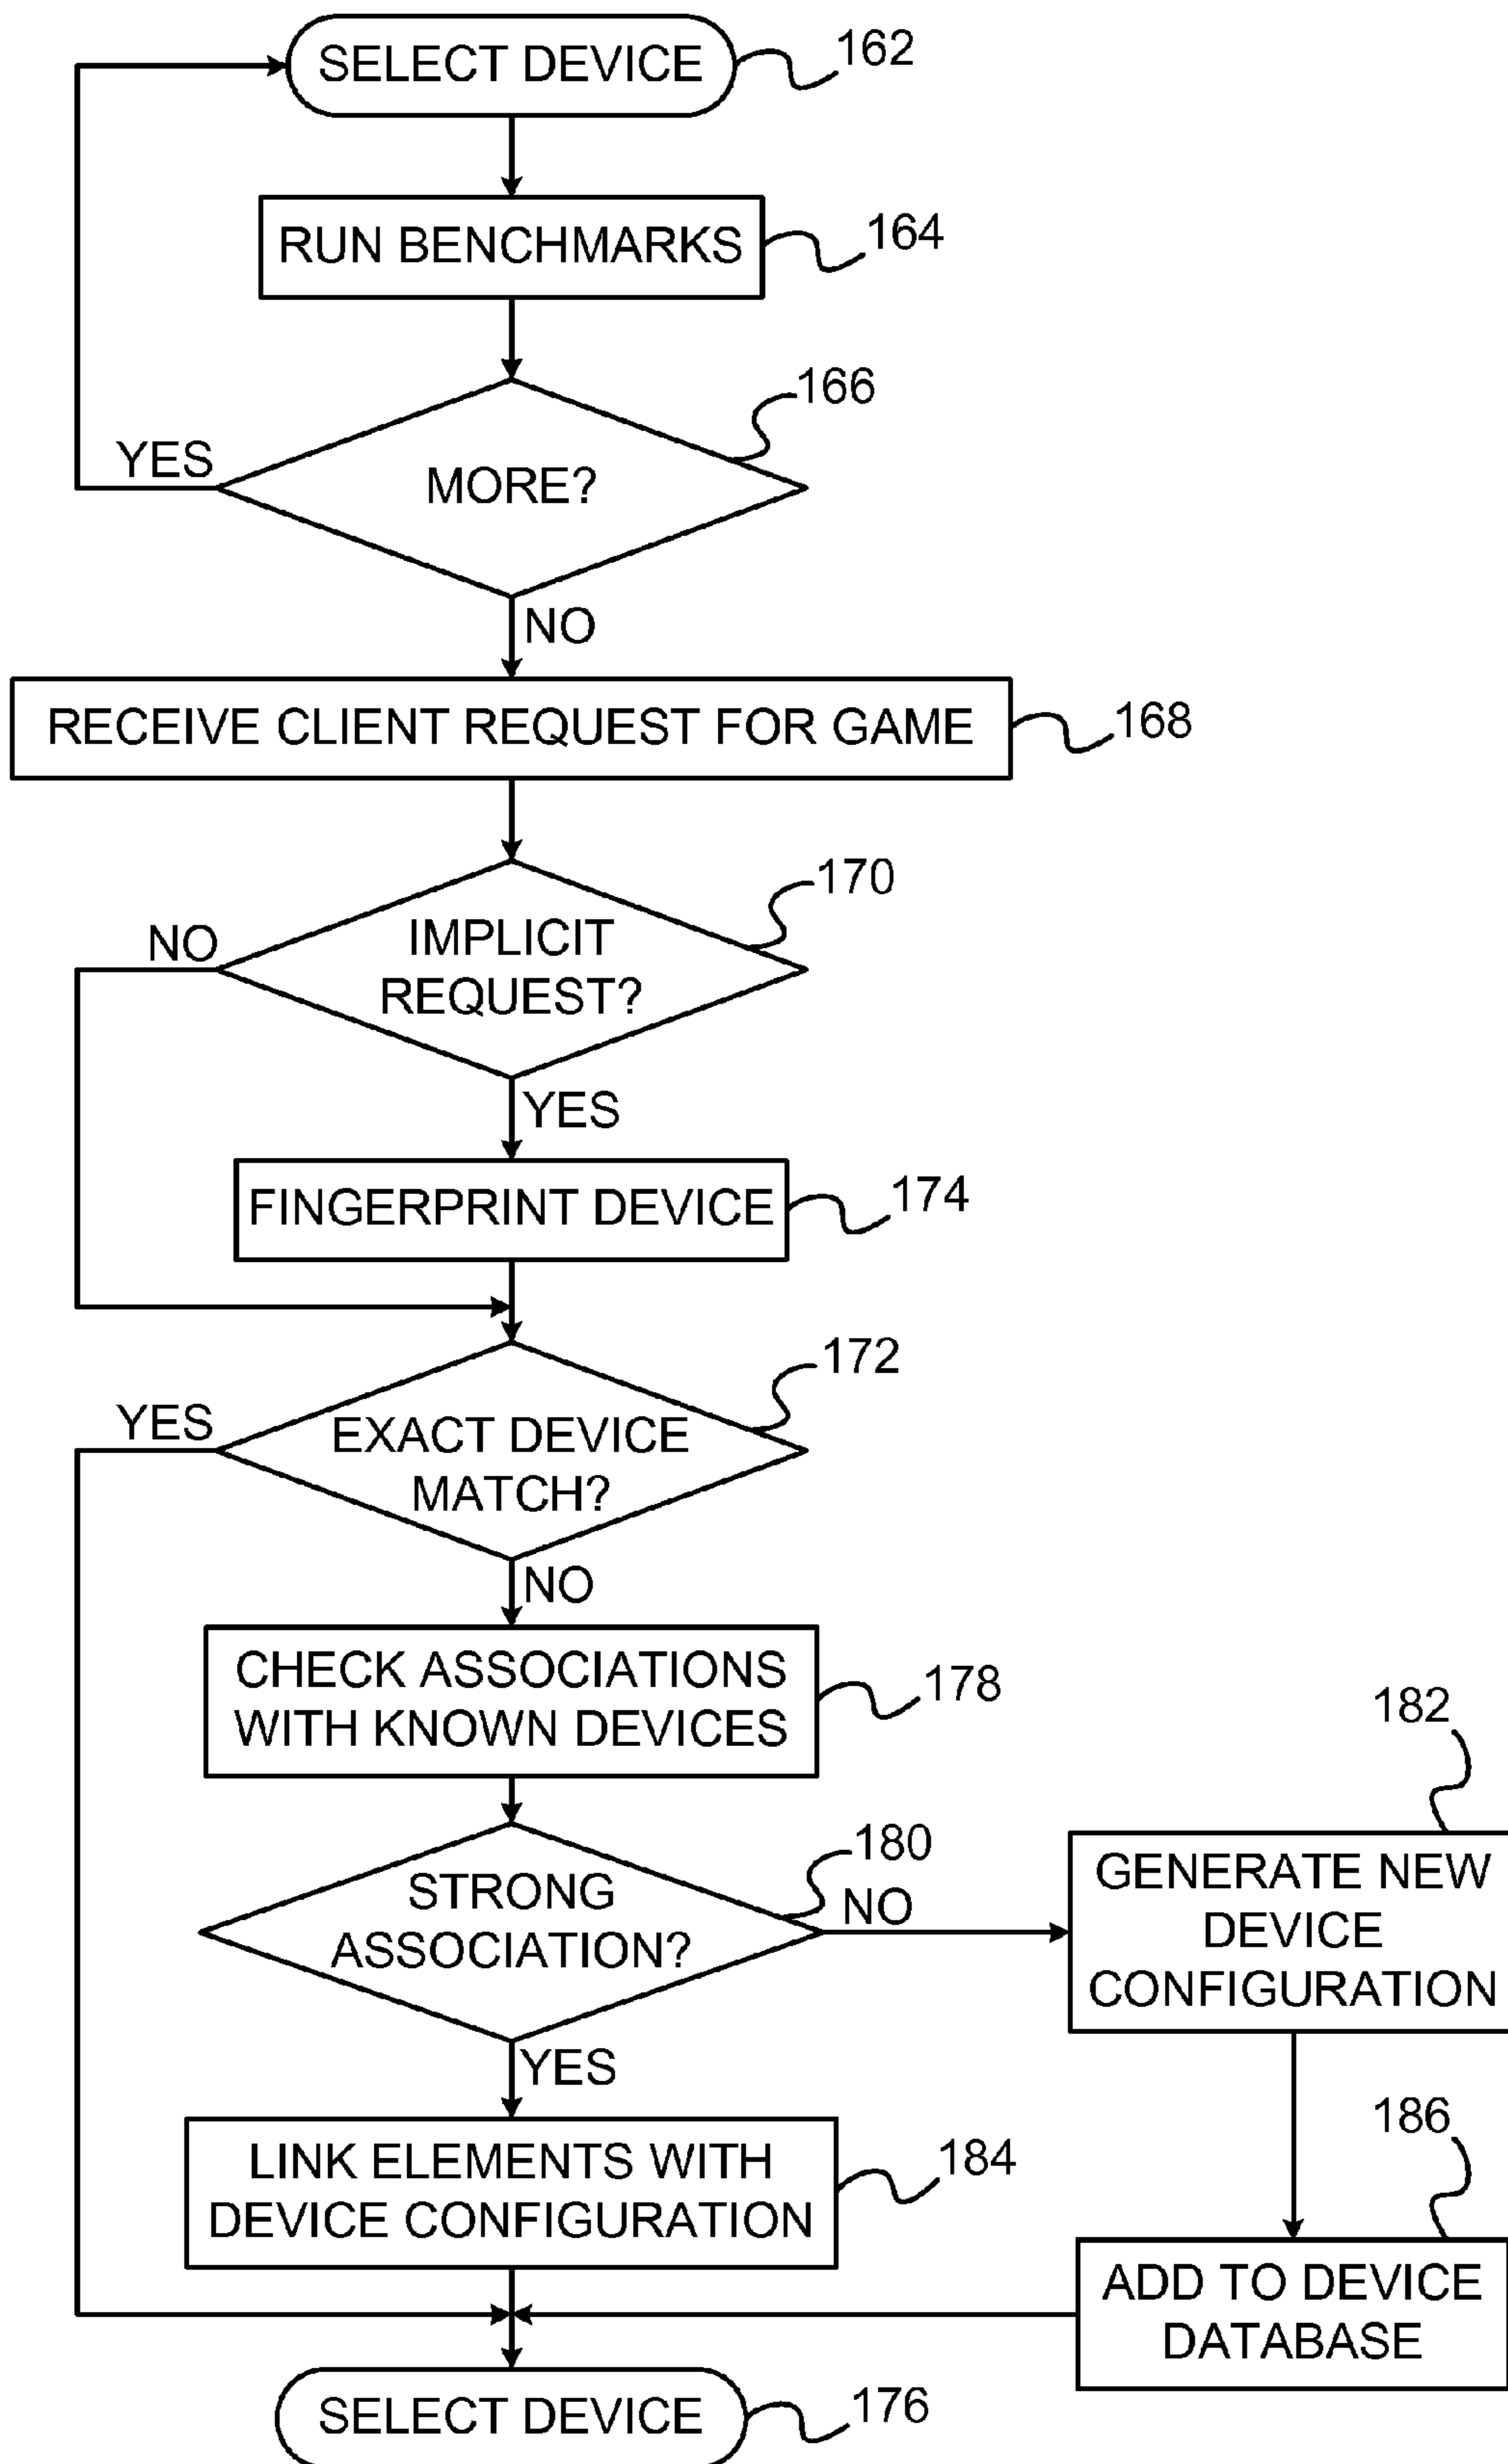 SELECT DEVICE
162
RUN BENCHMARKS
164
166
MORE?
YES
NO
RECEIVE CLIENT REQUEST FOR GAME
168
170
IMPLICIT
REQUEST?
NO
YES
FINGERPRINT DEVICE
174
172
EXACT DEVICE
MATCH?
YES
NO
CHECK ASSOCIATIONS
WITH KNOWN DEVICES
178
180
STRONG
ASSOCIATION?
NO
YES
182
GENERATE NEW
DEVICE
CONFIGURATION
LINK ELEMENTS WITH
DEVICE CONFIGURATION
184
186
ADD TO DEVICE
DATABASE
SELECT DEVICE
176